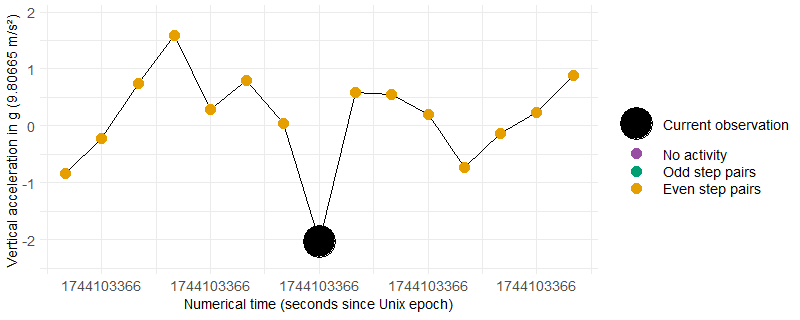 Vertical acceleration in g (9.80665 m/s²)
2
1
0
-1
-2
1744103366 1744103366 1744103366 1744103366 1744103366
Numerical time (seconds since Unix epoch)
Current observation
No activity
Odd step pairs
Even step pairs